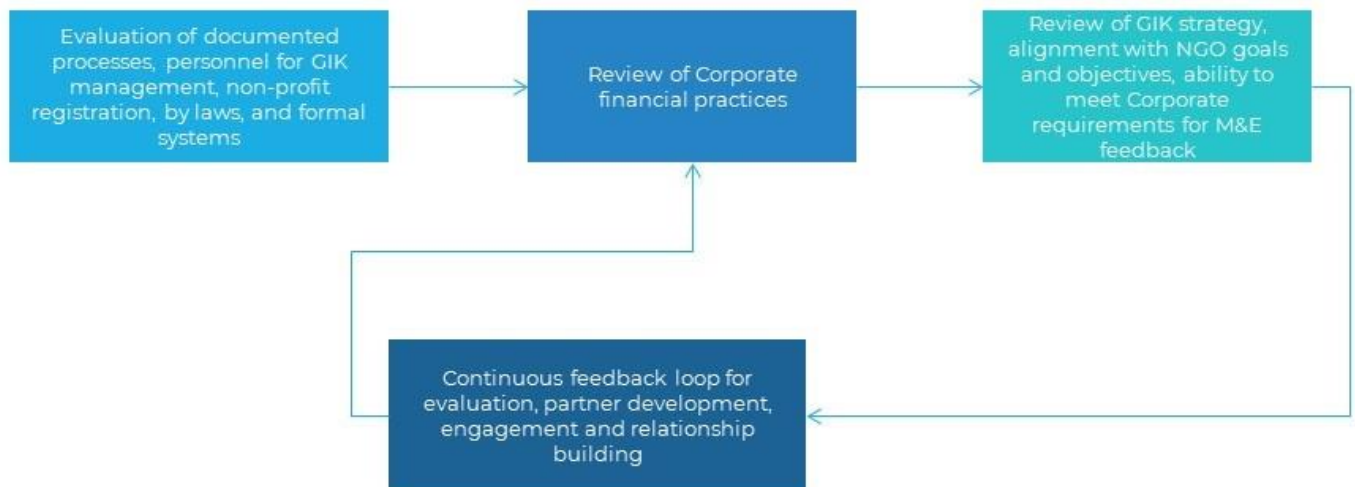 Evaluation of documented
processes, personnel for GIK
management, non-profit
registration, by laws, and formal
systems
Review of Corporate
financial practices
Review of GIK strategy,
alignment with NGO goals
and objectives, ability to
meet Corporate
requirements for M&E
feedback
Continuous feedback loop for
evaluation, partner development,
engagement and relationship
building